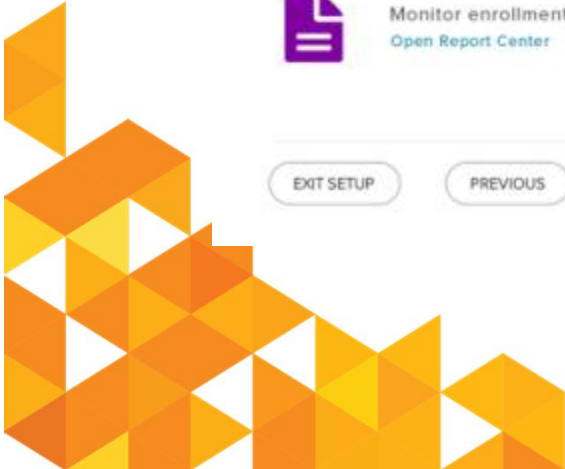 Monitor enrollment
Open Report Center
EXIT SETUP
PREVIOUS